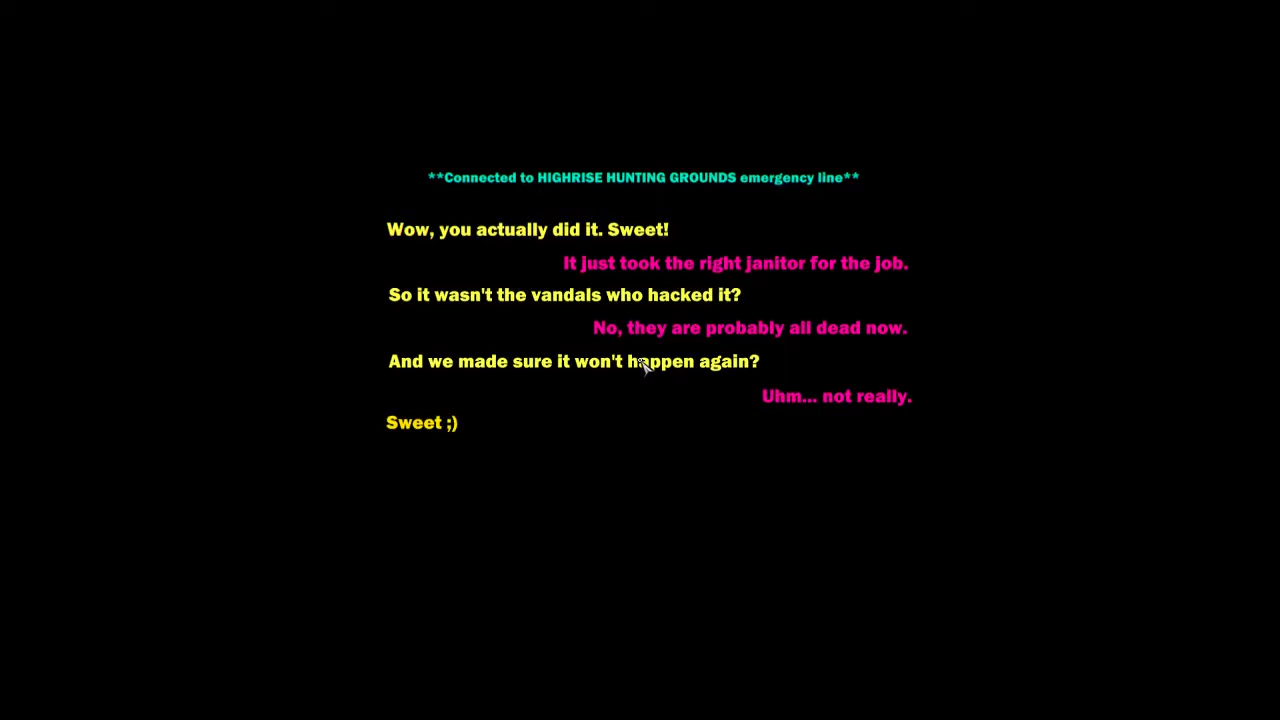 **Connected to HIGHRISE HUNTING GROUNDS emergency line**
Wow, you actually did it. Sweet!
It just took the right janitor for the job.
So it wasn't the vandals who hacked it?
No, they are probably all dead now.
And we made sure it won't happen again?
Uhm... not really.
Sweet ;)